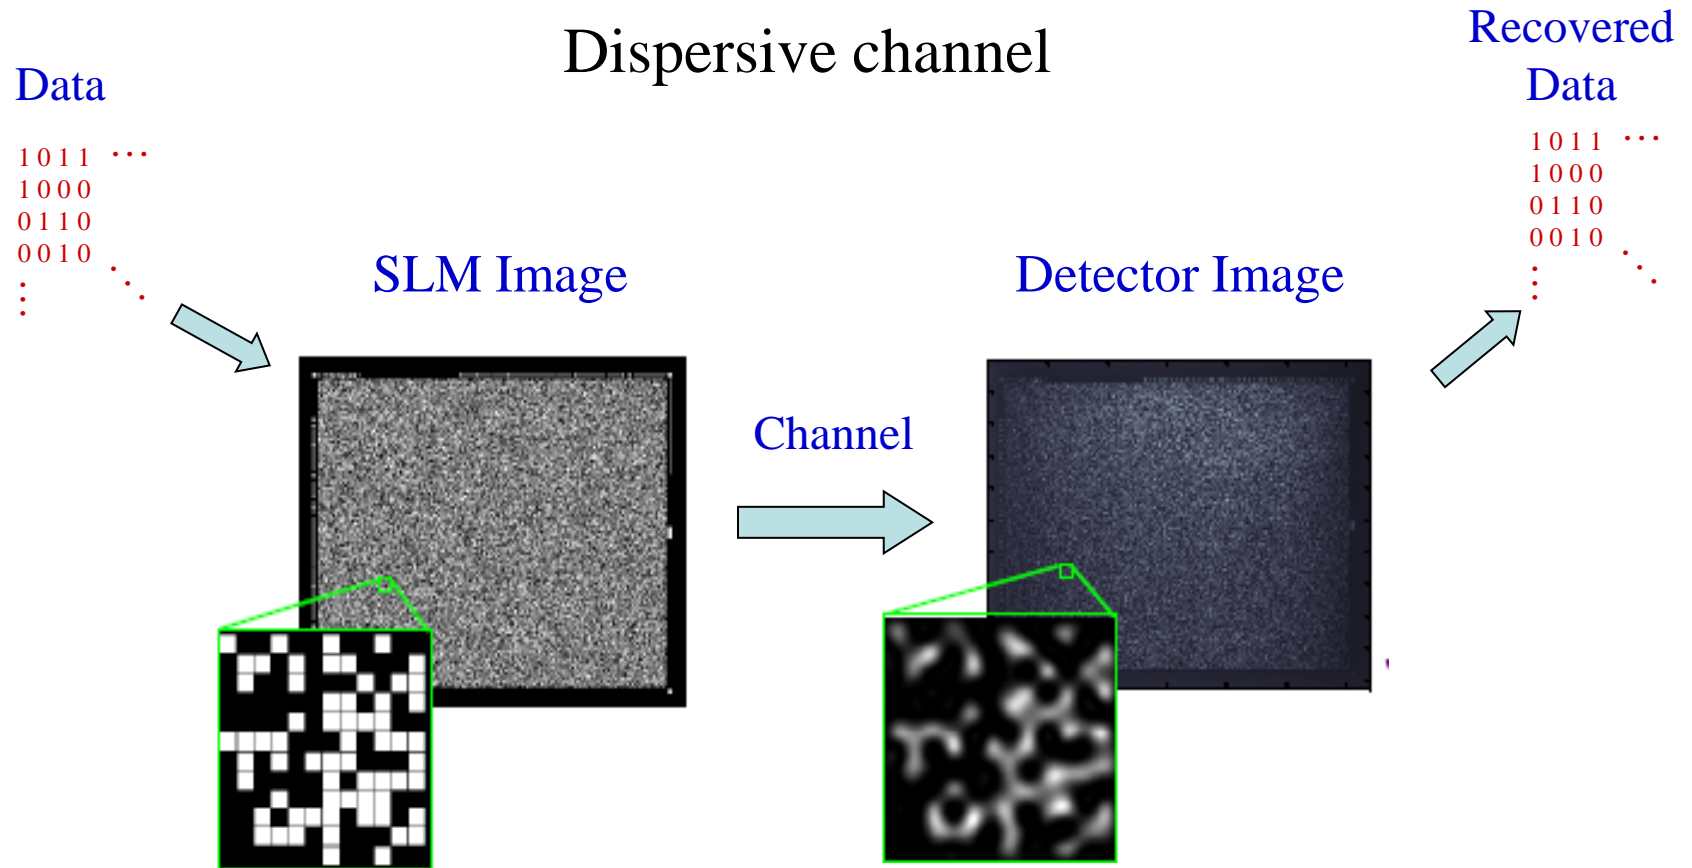 Dispersive channel
Data
1 0 1 1 ...
1 0 0 0
0 1 1 0
0 0 1 0
SLM Image
Channel
Detector Image
Recovered
Data
1 0 1 1 ...
1 0 0 0
0 1 1 0
0 0 1 0